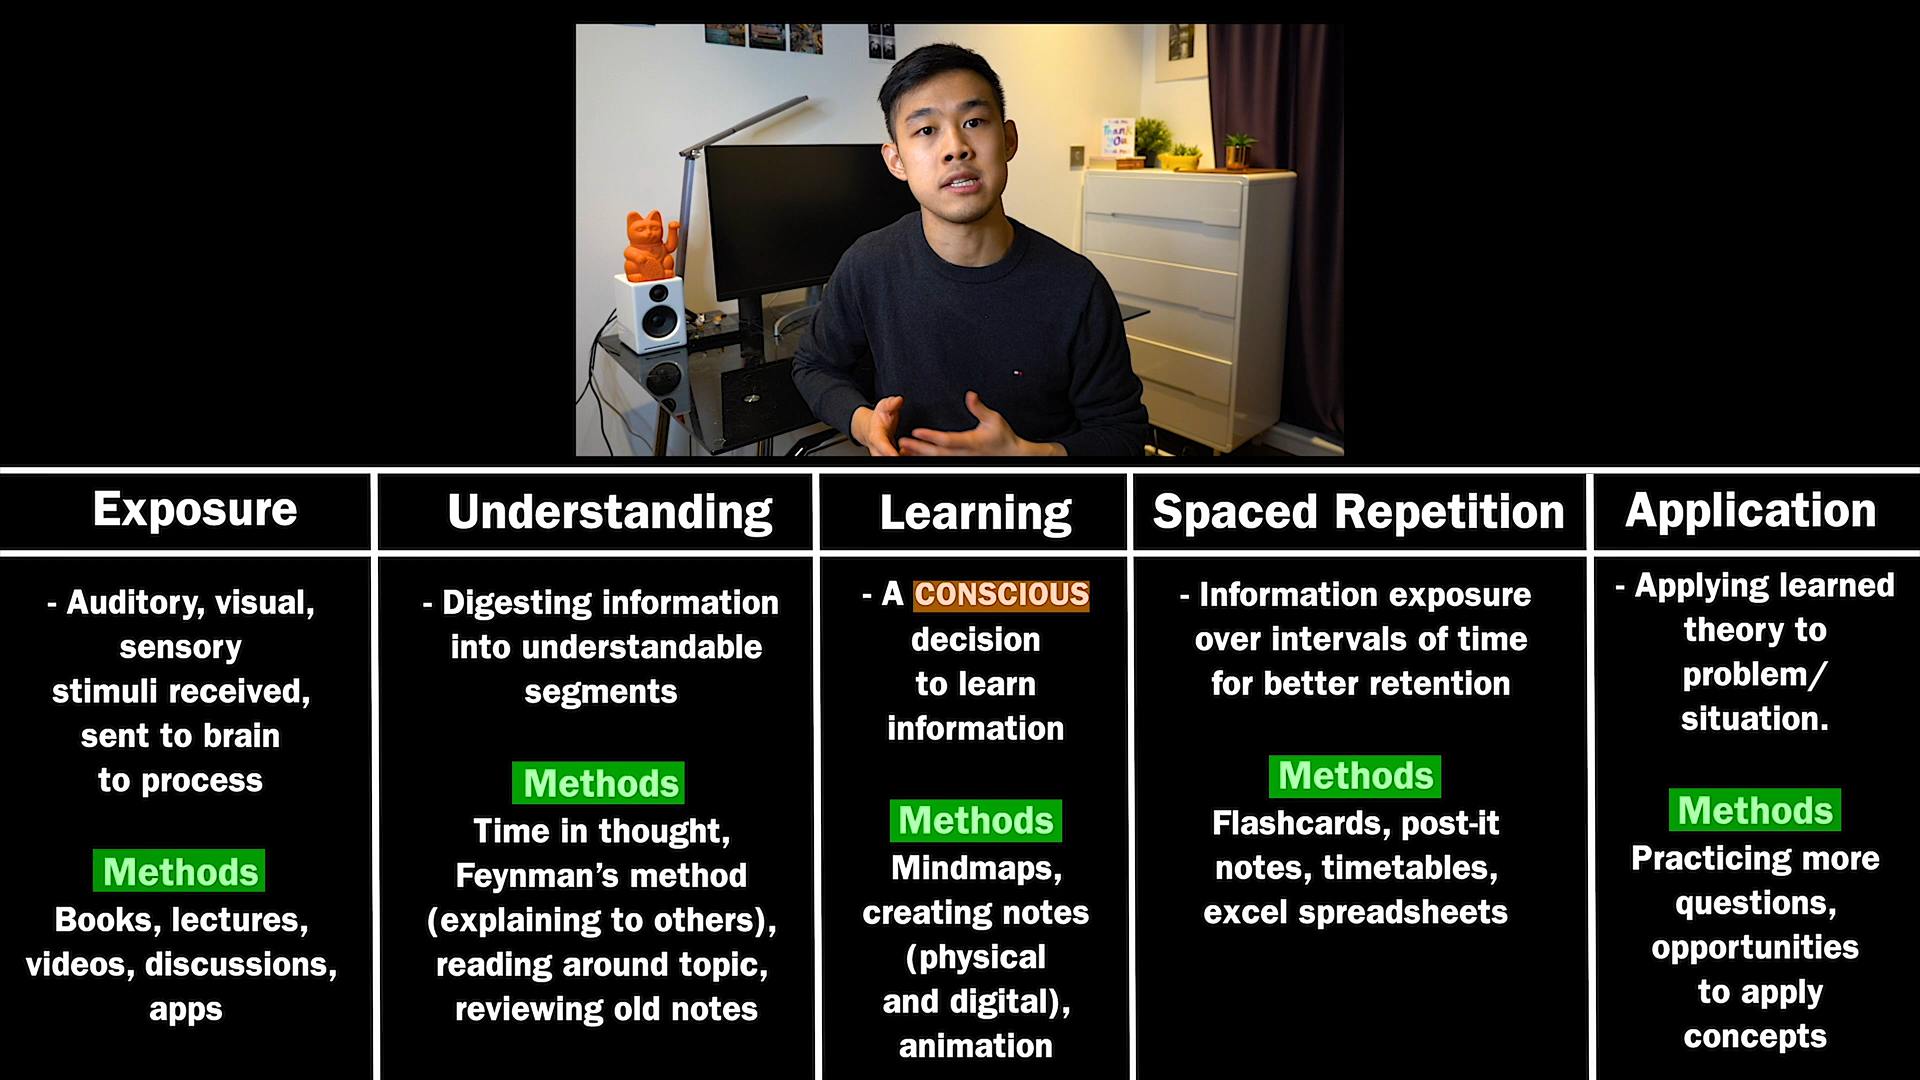 Thank
You
Exposure
- Auditory, visual,
sensory
stimuli received,
sent to brain
to process
Methods
Books, lectures,
videos, discussions,
apps
Understanding
- Digesting information
into understandable
segments
Methods
Time in thought,
Feynman’s method
(explaining to others),
reading around topic,
reviewing old notes
Learning
- A CONSCIOUS
decision
to learn
information
Methods
Mindmaps,
creating notes
(physical
and digital),
animation
Spaced Repetition
- Information exposure
over intervals of time
for better retention
Methods
Flashcards, post-it
notes, timetables,
excel spreadsheets
Application
- Applying learned
theory to
problem/
situation.
Methods
Practicing more
questions,
opportunities
to apply
concepts